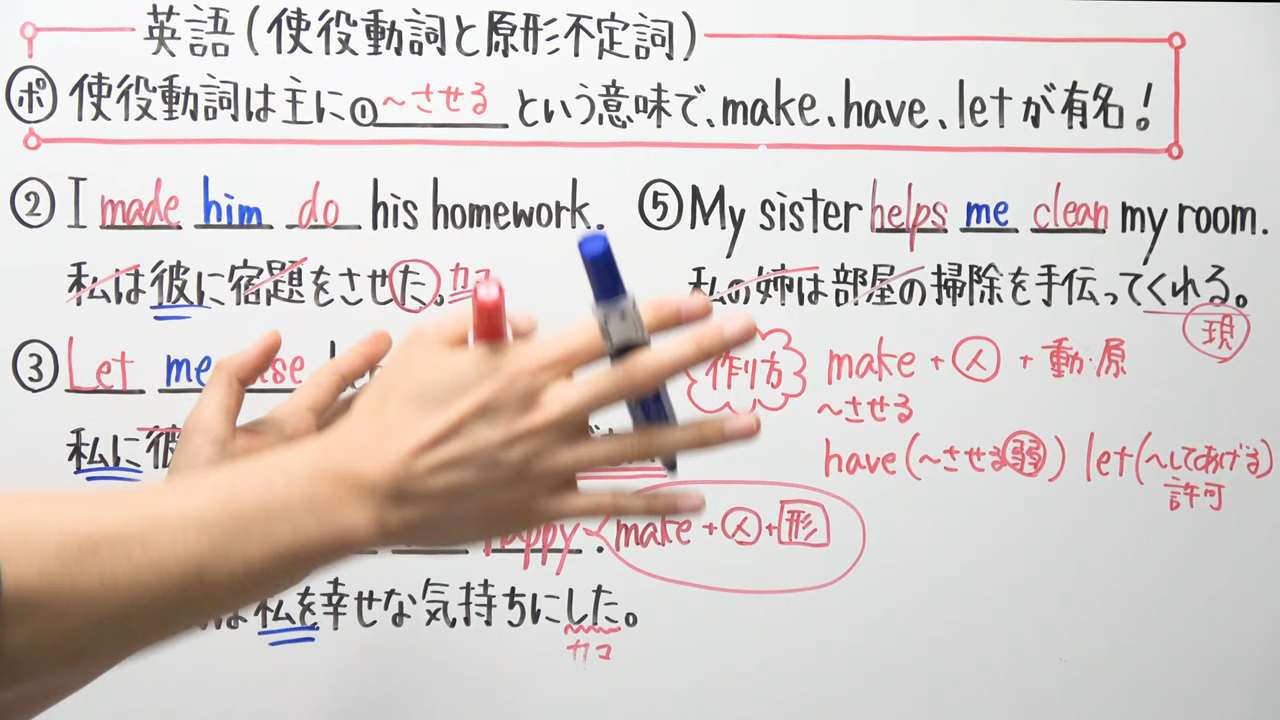 英語(使役動詞と原形不定詞)
ポ 使役動詞は主に①~させる という意味で、make、have、letが有名!
② I made him do his homework.
私は彼に宿題をさせた。カコ
③ Let me use
私に彼
happy . make + 人 + 形
は私を幸せな気持ちにした。
カコ
⑤ My sister helps me clean my room.
私の姉は部屋の掃除を手伝ってくれる。
現
作り方 make + 人 + 動・原
~させる
have(~させる弱) let(~してあげる)
許可